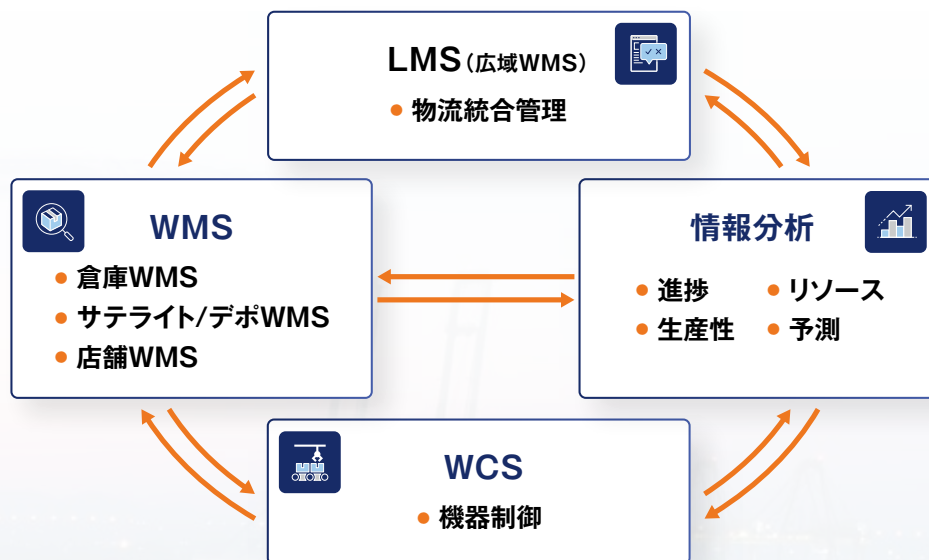 LMS（広域WMS）
● 物流統合管理
WMS
● 倉庫WMS
● サテライト/デポWMS
● 店舗WMS
情報分析
● 進捗 ● リソース
● 生産性 ● 予測
WCS
● 機器制御